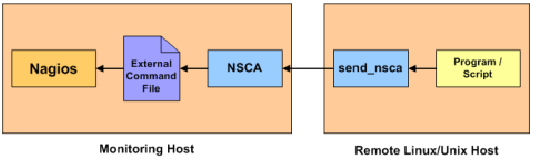 Nagios
External
Command
File
NSCA
send_nsca
Program /
Script
Monitoring Host
Remote Linux/Unix Host